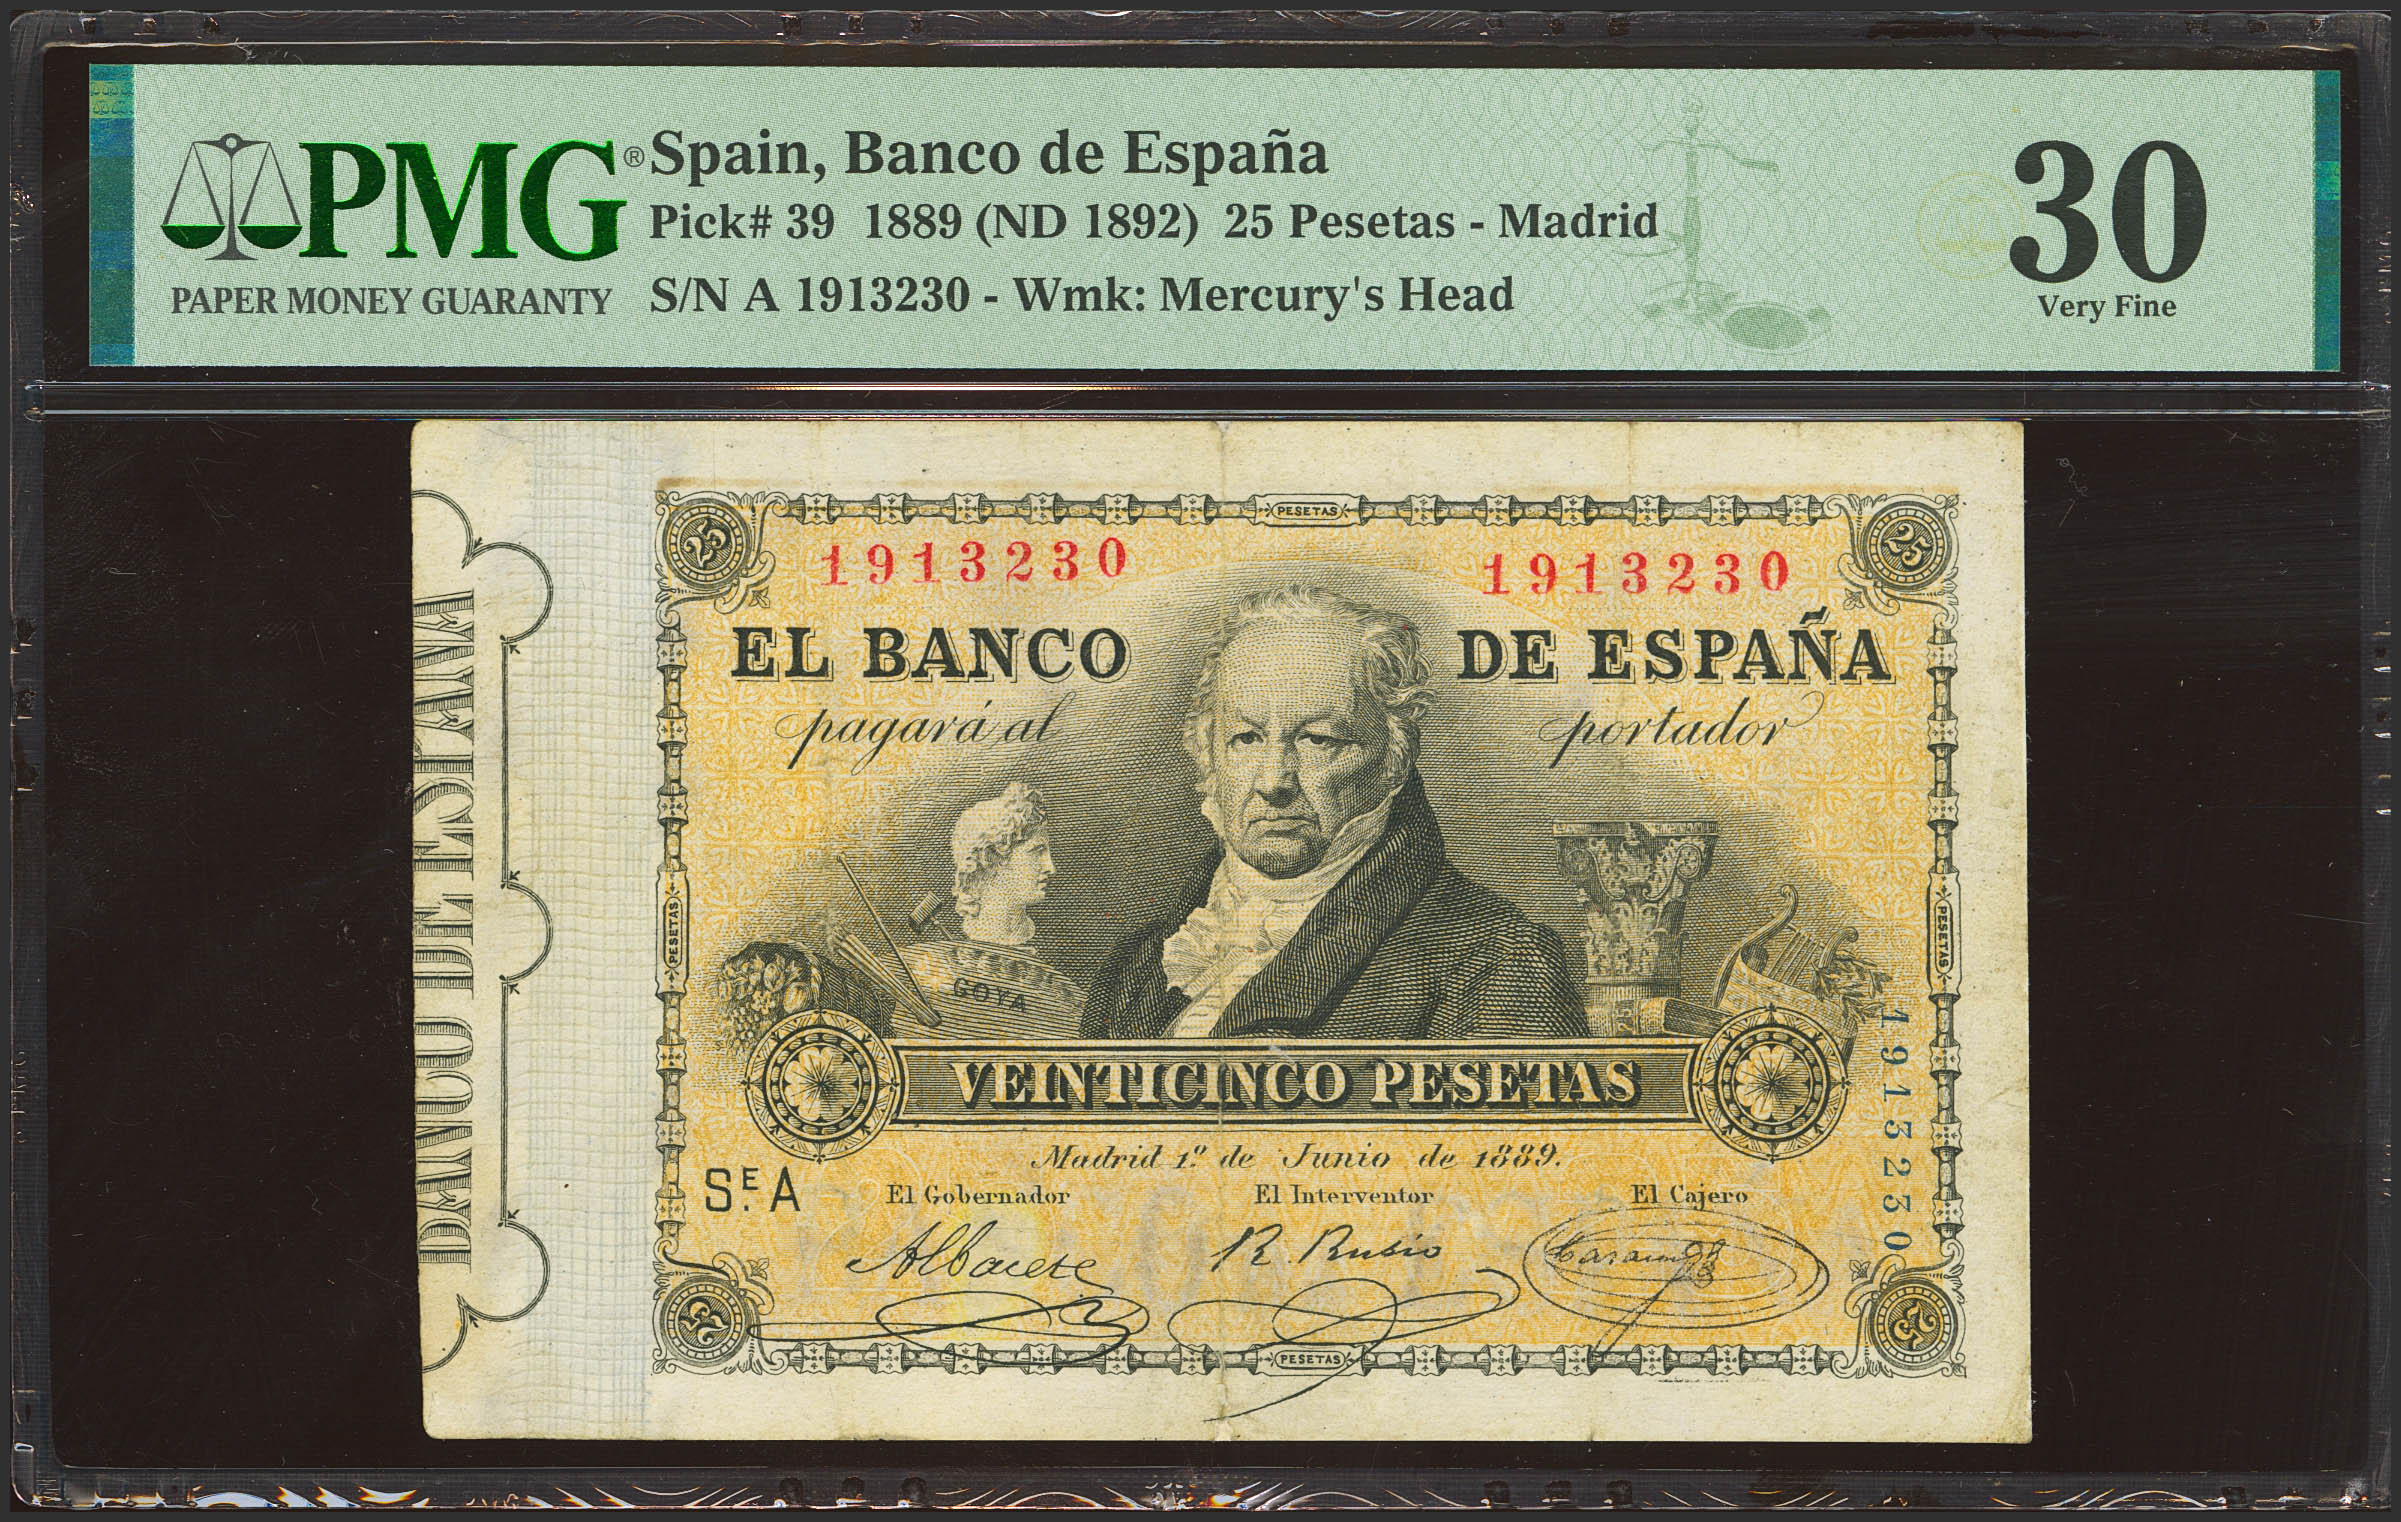 PMG®
PAPER MONEY GUARANTY
Spain, Banco de España
Pick# 39 1889 (ND 1892) 25 Pesetas - Madrid
S/N A 1913230 - Wmk: Mercury's Head
30
Very Fine
BANCO DE ESPAÑA
25
PESETAS
25
1913230
1913230
EL BANCO DE ESPAÑA
pagará al portador
PESETAS
PESETAS
GOYA
VEINTICINCO PESETAS
1913230
Madrid 1.º de Junio de 1889.
Sᴱ. A
El Gobernador
El Interventor
El Cajero
Albacete
R. Rubio
25
PESETAS
25